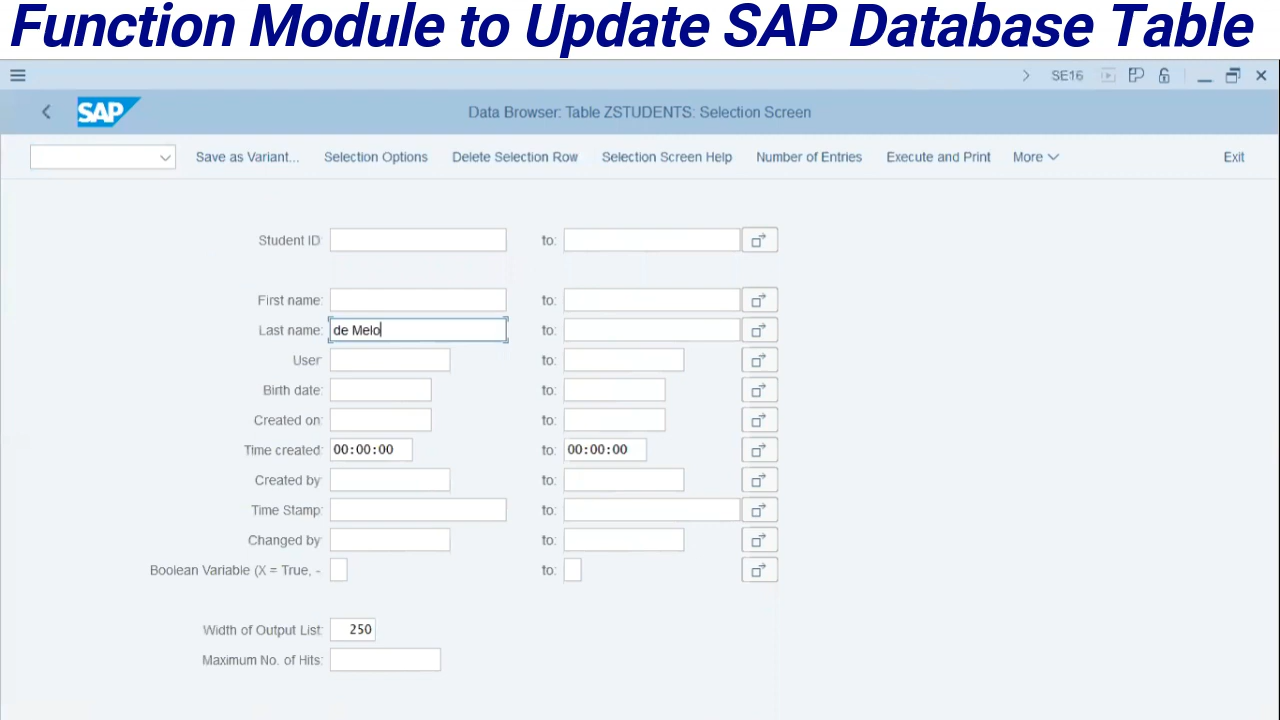 Function Module to Update SAP Database Table
SE16
SAP Data Browser: Table ZSTUDENTS: Selection Screen
Save as Variant... Selection Options Delete Selection Row Selection Screen Help Number of Entries Execute and Print More Exit
Student ID: to:
First name: to:
Last name: de Melo to:
User: to:
Birth date: to:
Created on: to:
Time created: 00:00:00 to: 00:00:00
Created by: to:
Time Stamp: to:
Changed by: to:
Boolean Variable (X = True, - to:
Width of Output List: 250
Maximum No. of Hits: